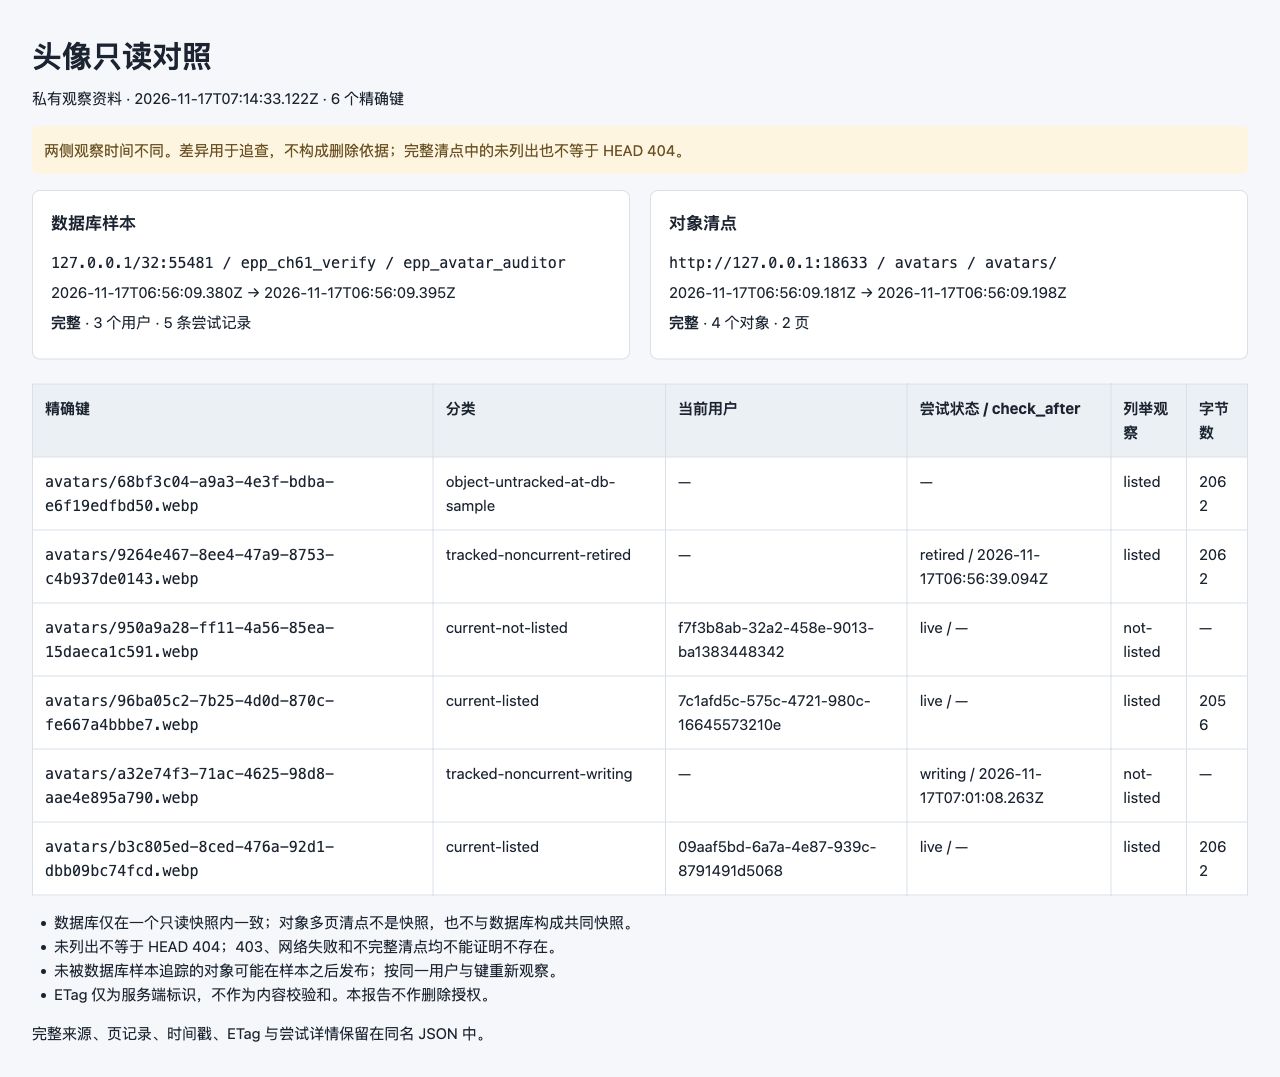 头像只读对照
私有观察资料 · 2026-11-17T07:14:33.122Z · 6 个精确键
两侧观察时间不同。差异用于追查，不构成删除依据；完整清点中的未列出也不等于 HEAD 404。
数据库样本
127.0.0.1/32:55481 / epp_ch61_verify / epp_avatar_auditor
2026-11-17T06:56:09.380Z → 2026-11-17T06:56:09.395Z
完整 · 3 个用户 · 5 条尝试记录
对象清点
http://127.0.0.1:18633 / avatars / avatars/
2026-11-17T06:56:09.181Z → 2026-11-17T06:56:09.198Z
完整 · 4 个对象 · 2 页
精确键 分类 当前用户 尝试状态 / check_after 列举观
察 字节
数
avatars/68bf3c04-a9a3-4e3f-bdba-
e6f19edfbd50.webp
object-untracked-at-db-
sample
—
—
listed
206
2
avatars/9264e467-8ee4-47a9-8753-
c4b937de0143.webp
tracked-noncurrent-retired
—
retired / 2026-11-
17T06:56:39.094Z
listed
206
2
avatars/950a9a28-ff11-4a56-85ea-
15daeca1c591.webp
current-not-listed
f7f3b8ab-32a2-458e-9013-
ba1383448342
live / —
not-
listed
—
avatars/96ba05c2-7b25-4d0d-870c-
fe667a4bbbe7.webp
current-listed
7c1afd5c-575c-4721-980c-
16645573210e
live / —
listed
205
6
avatars/a32e74f3-71ac-4625-98d8-
aae4e895a790.webp
tracked-noncurrent-writing
—
writing / 2026-11-
17T07:01:08.263Z
not-
listed
—
avatars/b3c805ed-8ced-476a-92d1-
dbb09bc74fcd.webp
current-listed
09aaf5bd-6a7a-4e87-939c-
8791491d5068
live / —
listed
206
2
• 数据库仅在一个只读快照内一致；对象多页清点不是快照，也不与数据库构成共同快照。
• 未列出不等于 HEAD 404；403、网络失败和不完整清点均不能证明不存在。
• 未被数据库样本追踪的对象可能在样本之后发布；按同一用户与键重新观察。
• ETag 仅为服务端标识，不作为内容校验和。本报告不作删除授权。
完整来源、页记录、时间戳、ETag 与尝试详情保留在同名 JSON 中。